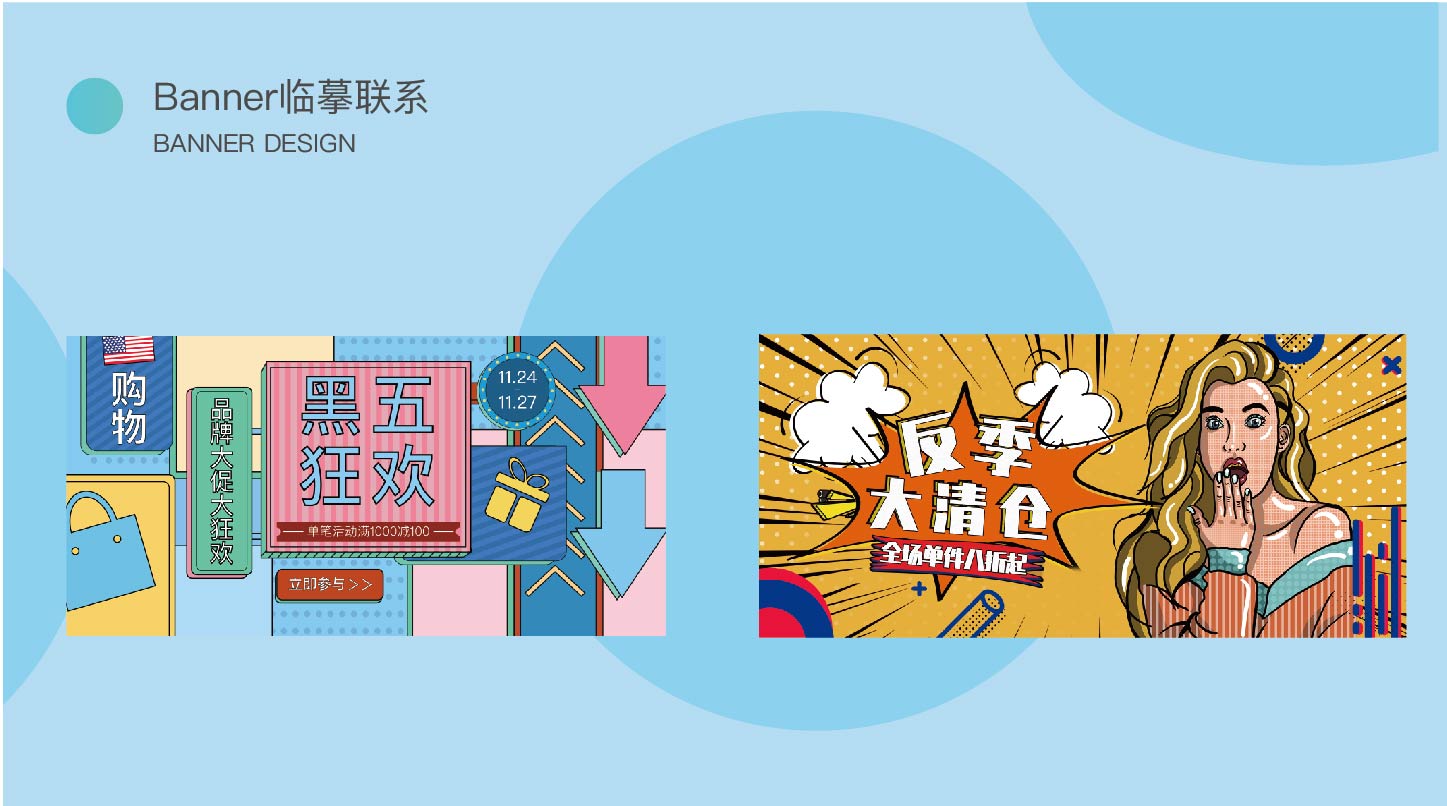 Banner临摹联系
BANNER DESIGN
购物
品牌大促大狂欢
黑五
狂欢
单笔活动满1000减100
立即参与 >>
11.24
11.27
反季
大清仓
全场单件八折起